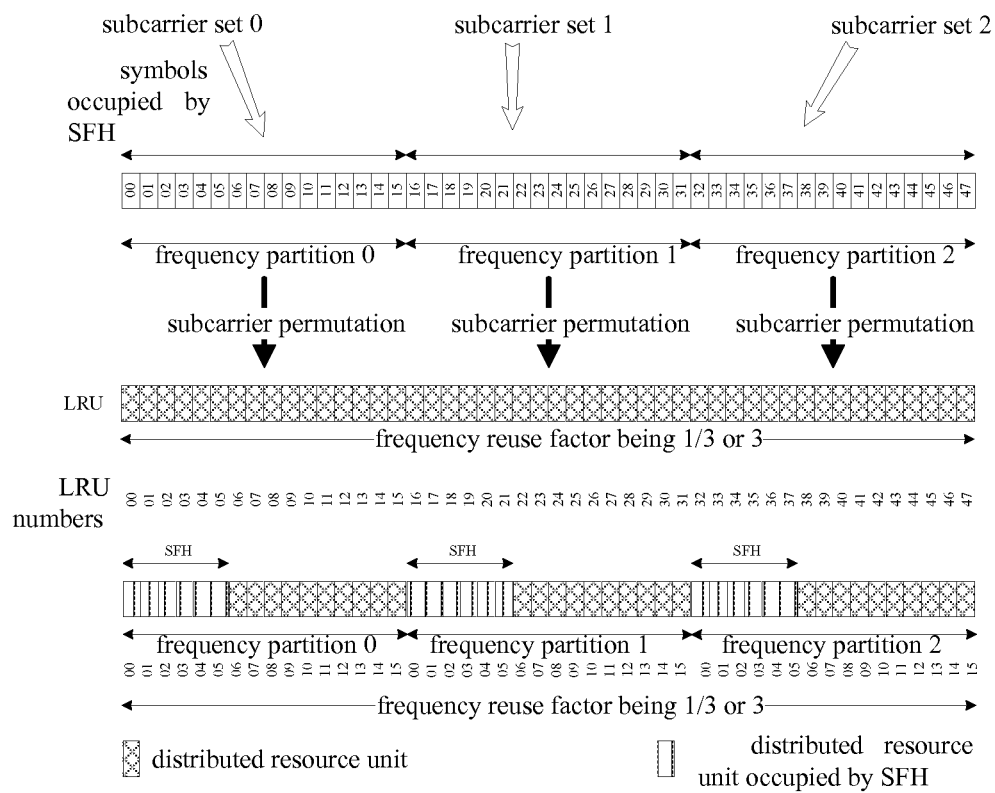 subcarrier set 0 subcarrier set 1 subcarrier set 2
symbols
occupied by
SFH
00 01 02 03 04 05 06 07 08 09 10 11 12 13 14 15 16 17 18 19 20 21 22 23 24 25 26 27 28 29 30 31 32 33 34 35 36 37 38 39 40 41 42 43 44 45 46 47
frequency partition 0 frequency partition 1 frequency partition 2
subcarrier permutation subcarrier permutation subcarrier permutation
LRU
frequency reuse factor being 1/3 or 3
LRU
numbers
00 01 02 03 04 05 06 07 08 09 10 11 12 13 14 15 16 17 18 19 20 21 22 23 24 25 26 27 28 29 30 31 32 33 34 35 36 37 38 39 40 41 42 43 44 45 46 47
SFH SFH SFH
frequency partition 0 frequency partition 1 frequency partition 2
00 01 02 03 04 05 06 07 08 09 10 11 12 13 14 15 00 01 02 03 04 05 06 07 08 09 10 11 12 13 14 15 00 01 02 03 04 05 06 07 08 09 10 11 12 13 14 15
frequency reuse factor being 1/3 or 3
distributed resource unit
distributed resource
unit occupied by SFH